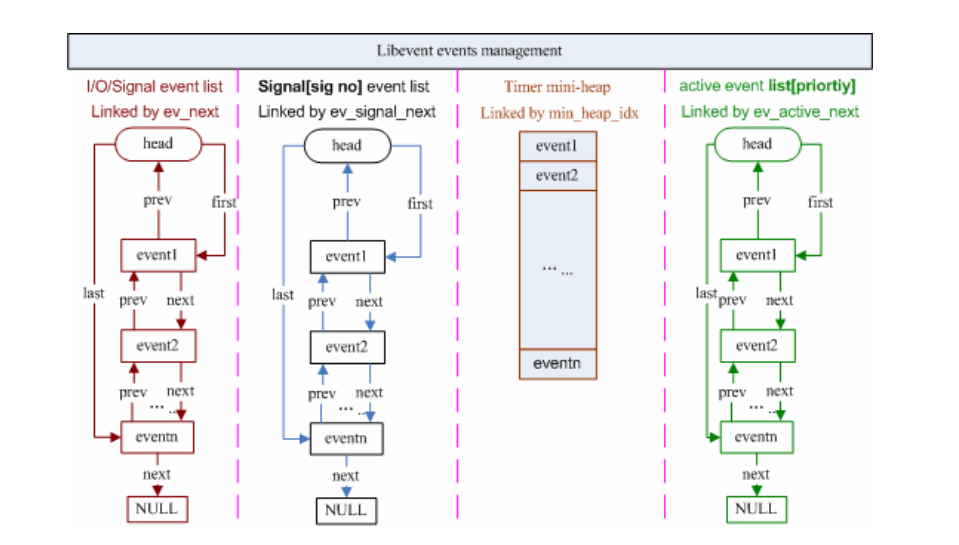 Libevent events management
I/O/Signal event list
Linked by ev_next
head
prev
first
event1
last
prev
next
event2
prev
next
... ...
eventn
next
NULL
Signal[sig no] event list
Linked by ev_signal_next
head
prev
first
event1
last
prev
next
event2
prev
next
... ...
eventn
next
NULL
Timer mini-heap
Linked by min_heap_idx
event1
event2
... ...
eventn
active event list[priortiy]
Linked by ev_active_next
head
prev
first
event1
last
prev
next
event2
prev
next
... ...
eventn
next
NULL